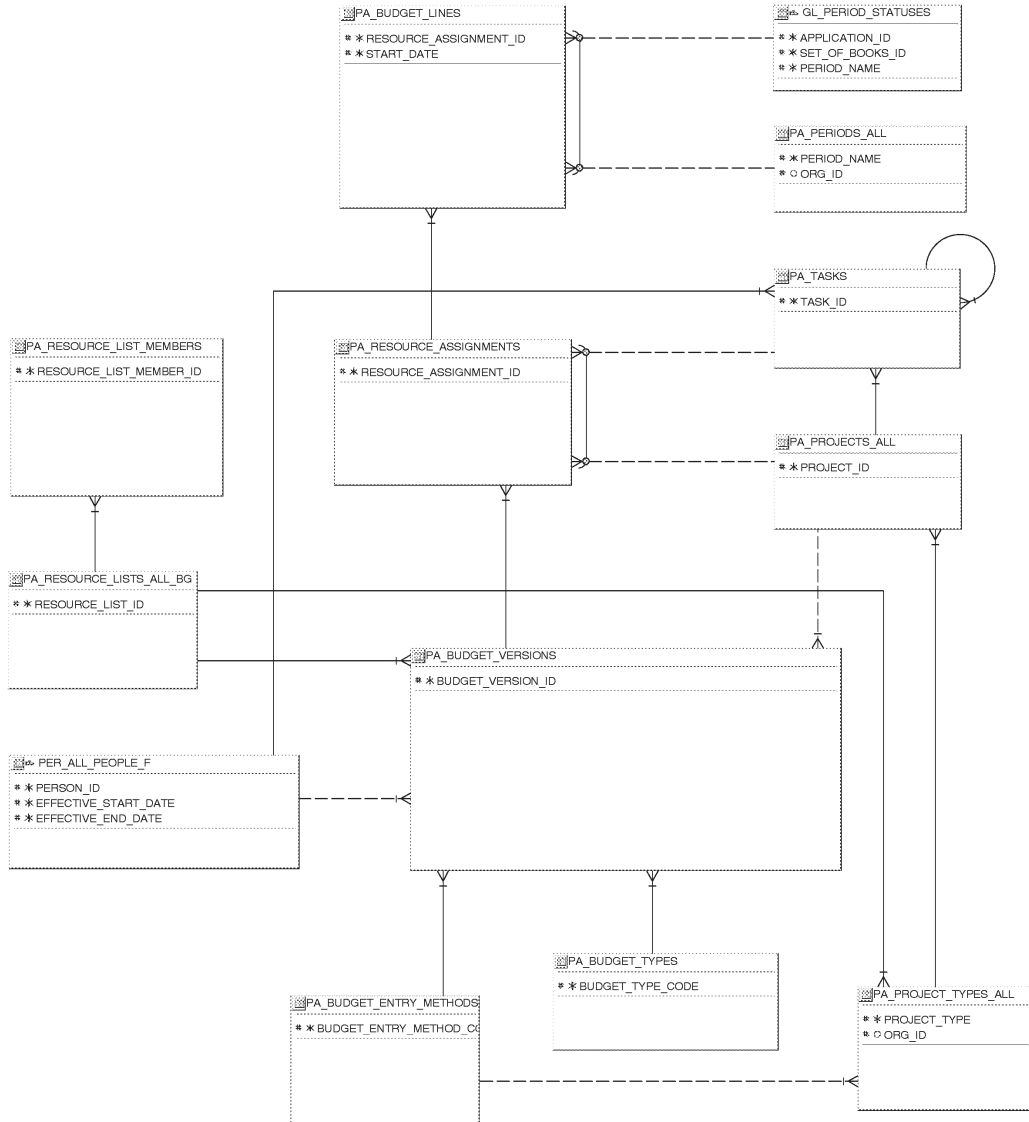 PA_BUDGET_LINES
# * RESOURCE_ASSIGNMENT_ID
# * START_DATE
GL_PERIOD_STATUSES
# * APPLICATION_ID
# * SET_OF_BOOKS_ID
# * PERIOD_NAME
PA_PERIODS_ALL
# * PERIOD_NAME
# O ORG_ID
PA_TASKS
# * TASK_ID
PA_RESOURCE_LIST_MEMBERS
# * RESOURCE_LIST_MEMBER_ID
PA_RESOURCE_ASSIGNMENTS
# * RESOURCE_ASSIGNMENT_ID
PA_PROJECTS_ALL
# * PROJECT_ID
PA_RESOURCE_LISTS_ALL_BG
# * RESOURCE_LIST_ID
PA_BUDGET_VERSIONS
# * BUDGET_VERSION_ID
PER_ALL_PEOPLE_F
# * PERSON_ID
# * EFFECTIVE_START_DATE
# * EFFECTIVE_END_DATE
PA_BUDGET_TYPES
# * BUDGET_TYPE_CODE
PA_BUDGET_ENTRY_METHODS
# * BUDGET_ENTRY_METHOD_CO
PA_PROJECT_TYPES_ALL
# * PROJECT_TYPE
# O ORG_ID